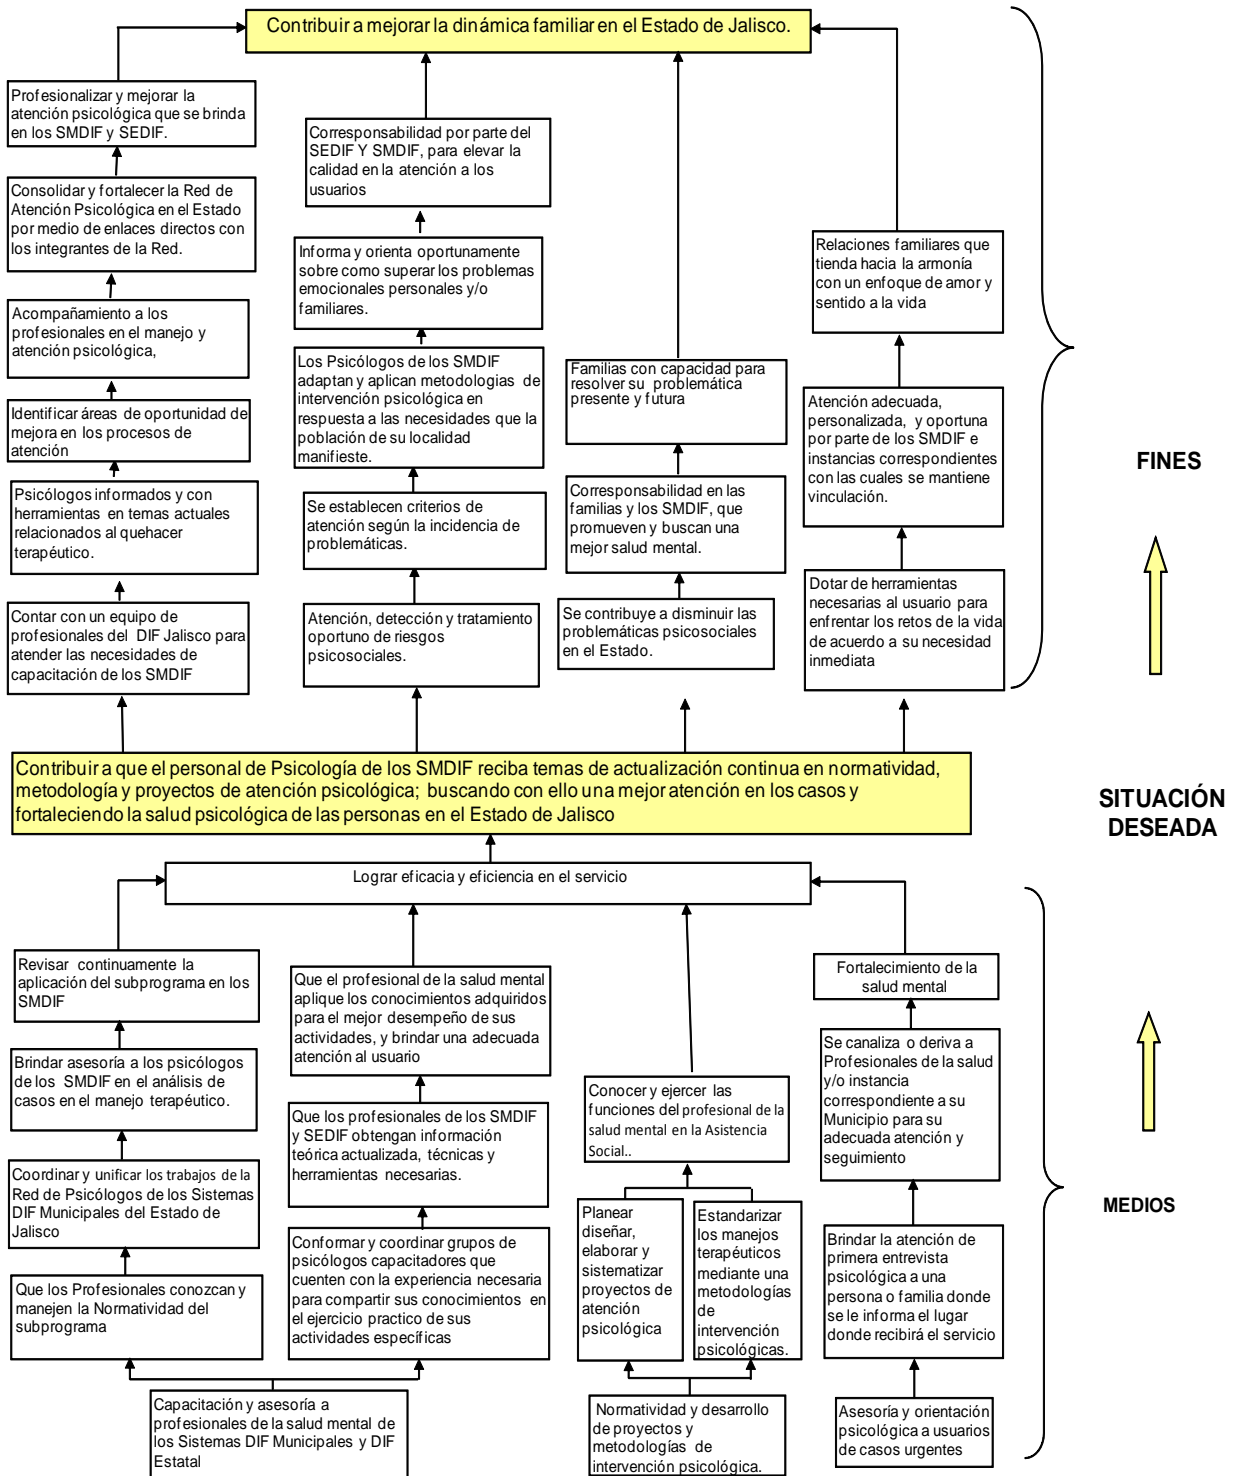 Contribuir a mejorar la dinámica familiar en el Estado de Jalisco.
Profesionalizar y mejorar la
atención psicológica que se brinda
en los SMDIF y SEDIF.
Consolidar y fortalecer la Red de
Atención Psicológica en el Estado
por medio de enlaces directos con
los integrantes de la Red.
Acompañamiento a los
profesionales en el manejo y
atención psicológica,
Identificar áreas de oportunidad de
mejora en los procesos de
atención
Psicólogos informados y con
herramientas en temas actuales
relacionados al quehacer
terapéutico.
Contar con un equipo de
profesionales del DIF Jalisco para
atender las necesidades de
capacitación de los SMDIF
Corresponsabilidad por parte del
SEDIF Y SMDIF, para elevar la
calidad en la atención a los
usuarios
Informa y orienta oportunamente
sobre como superar los problemas
emocionales personales y/o
familiares.
Los Psicólogos de los SMDIF
adaptan y aplican metodologias de
intervención psicológica en
respuesta a las necesidades que la
población de su localidad
manifieste.
Se establecen criterios de
atención según la incidencia de
problemáticas.
Atención, detección y tratamiento
oportuno de riesgos
psicosociales.
Familias con capacidad para
resolver su problemática
presente y futura
Corresponsabilidad en las
familias y los SMDIF, que
promueven y buscan una
mejor salud mental.
Se contribuye a disminuir las
problemáticas psicosociales
en el Estado.
Relaciones familiares que
tienda hacia la armonía
con un enfoque de amor y
sentido a la vida
Atención adecuada,
personalizada, y oportuna
por parte de los SMDIF e
instancias correspondientes
con las cuales se mantiene
vinculación.
Dotar de herramientas
necesarias al usuario para
enfrentar los retos de la vida
de acuerdo a su necesidad
inmediata
FINES
Contribuir a que el personal de Psicología de los SMDIF reciba temas de actualización continua en normatividad,
metodología y proyectos de atención psicológica; buscando con ello una mejor atención en los casos y
fortaleciendo la salud psicológica de las personas en el Estado de Jalisco
SITUACIÓN
DESEADA
Lograr eficacia y eficiencia en el servicio
Revisar continuamente la
aplicación del subprograma en los
SMDIF
Brindar asesoría a los psicólogos
de los SMDIF en el análisis de
casos en el manejo terapéutico.
Coordinar y unificar los trabajos de la
Red de Psicólogos de los Sistemas
DIF Municipales del Estado de
Jalisco
Que los Profesionales conozcan y
manejen la Normatividad del
subprograma
Que el profesional de la salud mental
aplique los conocimientos adquiridos
para el mejor desempeño de sus
actividades, y brindar una adecuada
atención al usuario
Que los profesionales de los SMDIF
y SEDIF obtengan información
teórica actualizada, técnicas y
herramientas necesarias.
Conformar y coordinar grupos de
psicólogos capacitadores que
cuenten con la experiencia necesaria
para compartir sus conocimientos en
el ejercicio practico de sus
actividades específicas
Capacitación y asesoría a
profesionales de la salud mental de
los Sistemas DIF Municipales y DIF
Estatal
Conocer y ejercer las
funciones del profesional de la
salud mental en la Asistencia
Social..
Planear
diseñar,
elaborar y
sistematizar
proyectos de
atención
psicológica
Estandarizar
los manejos
terapéuticos
mediante una
metodologías
de
intervención
psicológicas.
Normatividad y desarrollo
de proyectos y
metodologías de
intervención psicológica.
Fortalecimiento de la
salud mental
Se canaliza o deriva a
Profesionales de la salud
y/o instancia
correspondiente a su
Municipio para su
adecuada atención y
seguimiento
Brindar la atención de
primera entrevista
psicológica a una
persona o familia donde
se le informa el lugar
donde recibirá el servicio
Asesoría y orientación
psicológica a usuarios
de casos urgentes
MEDIOS